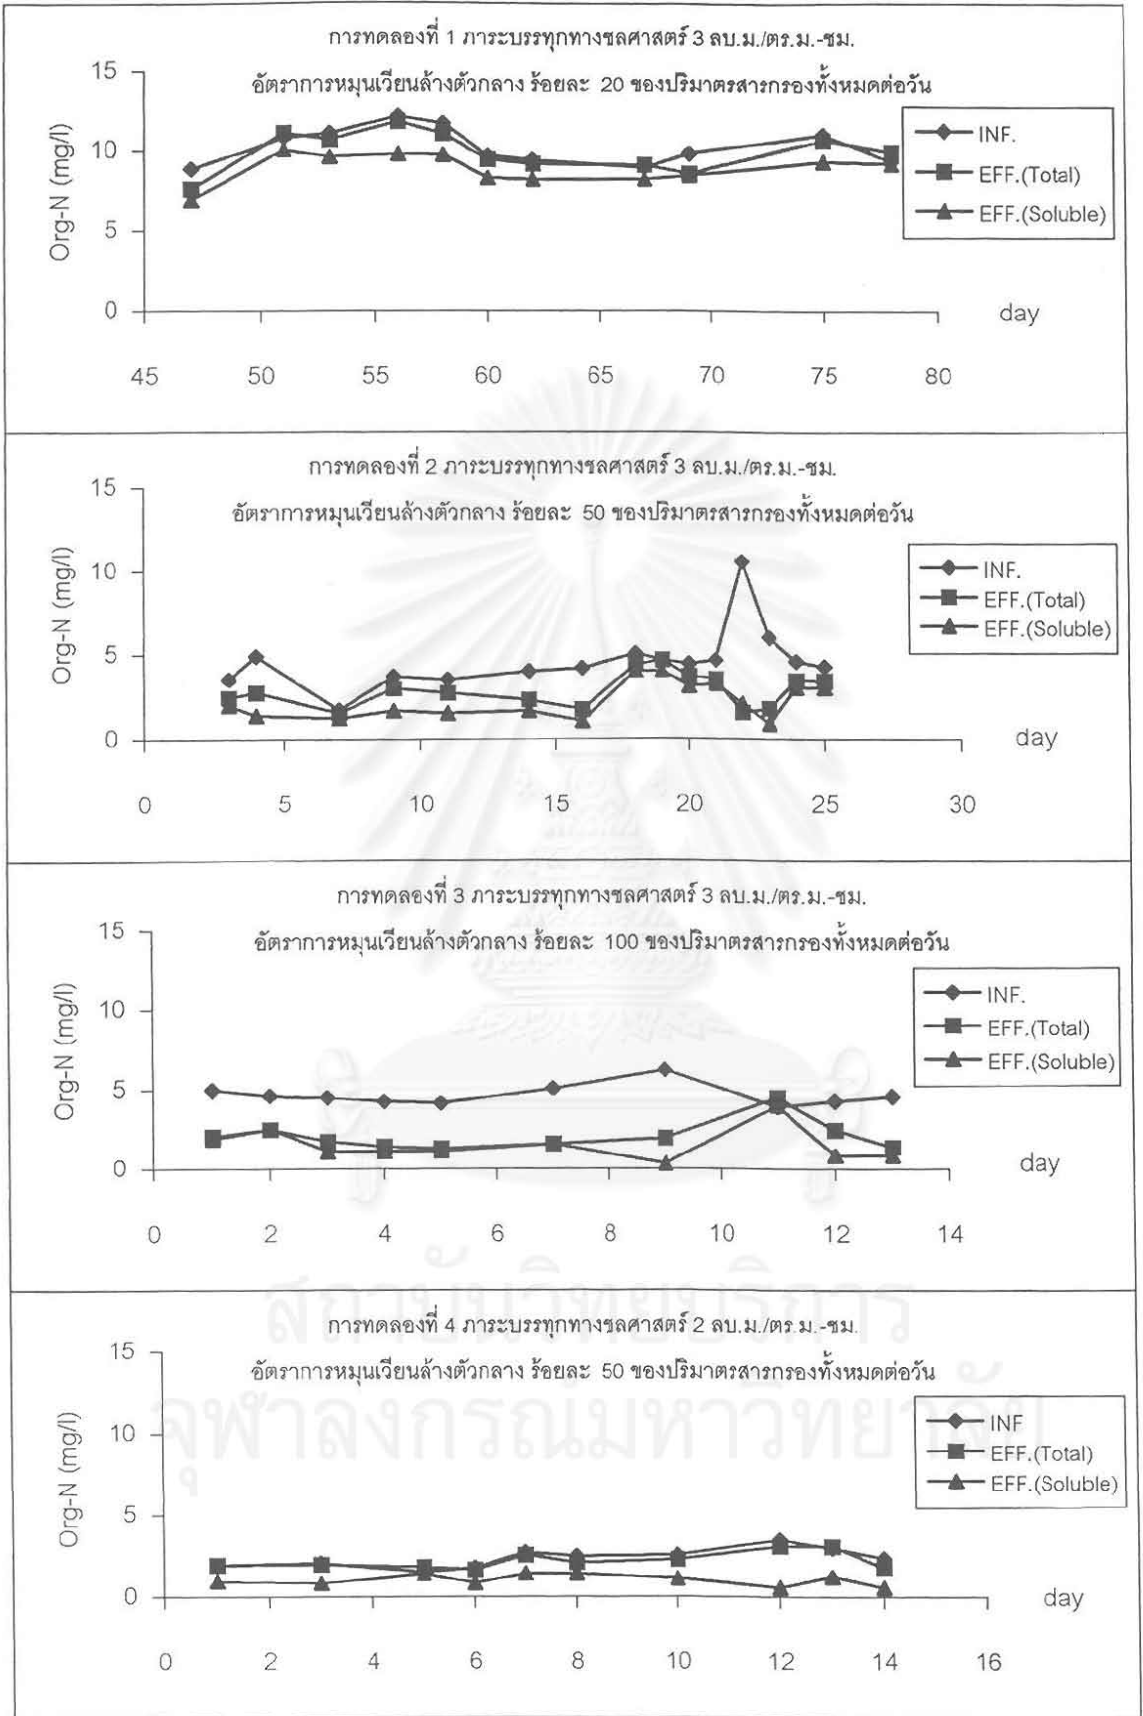 การทดลองที่ 1 ภาระบรรทุกทางชลศาสตร์ 3 ลบ.ม./ตร.ม.-ชม.
อัตราการหมุนเวียนล้างตัวกลาง ร้อยละ 20 ของปริมาตรสารกรองทั้งหมดต่อวัน
Org-N (mg/l)
15
10
5
0
INF.
EFF.(Total)
EFF.(Soluble)
day
45 50 55 60 65 70 75 80
การทดลองที่ 2 ภาระบรรทุกทางชลศาสตร์ 3 ลบ.ม./ตร.ม.-ชม.
อัตราการหมุนเวียนล้างตัวกลาง ร้อยละ 50 ของปริมาตรสารกรองทั้งหมดต่อวัน
Org-N (mg/l)
15
10
5
0
INF.
EFF.(Total)
EFF.(Soluble)
day
0 5 10 15 20 25 30
การทดลองที่ 3 ภาระบรรทุกทางชลศาสตร์ 3 ลบ.ม./ตร.ม.-ชม.
อัตราการหมุนเวียนล้างตัวกลาง ร้อยละ 100 ของปริมาตรสารกรองทั้งหมดต่อวัน
Org-N (mg/l)
15
10
5
0
INF.
EFF.(Total)
EFF.(Soluble)
day
0 2 4 6 8 10 12 14
สถาบันวิทยบริการ
การทดลองที่ 4 ภาระบรรทุกทางชลศาสตร์ 2 ลบ.ม./ตร.ม.-ชม.
อัตราการหมุนเวียนล้างตัวกลาง ร้อยละ 50 ของปริมาตรสารกรองทั้งหมดต่อวัน
จุฬาลงกรณ์มหาวิทยาลัย
Org-N (mg/l)
15
10
5
0
INF
EFF.(Total)
EFF.(Soluble)
day
0 2 4 6 8 10 12 14 16